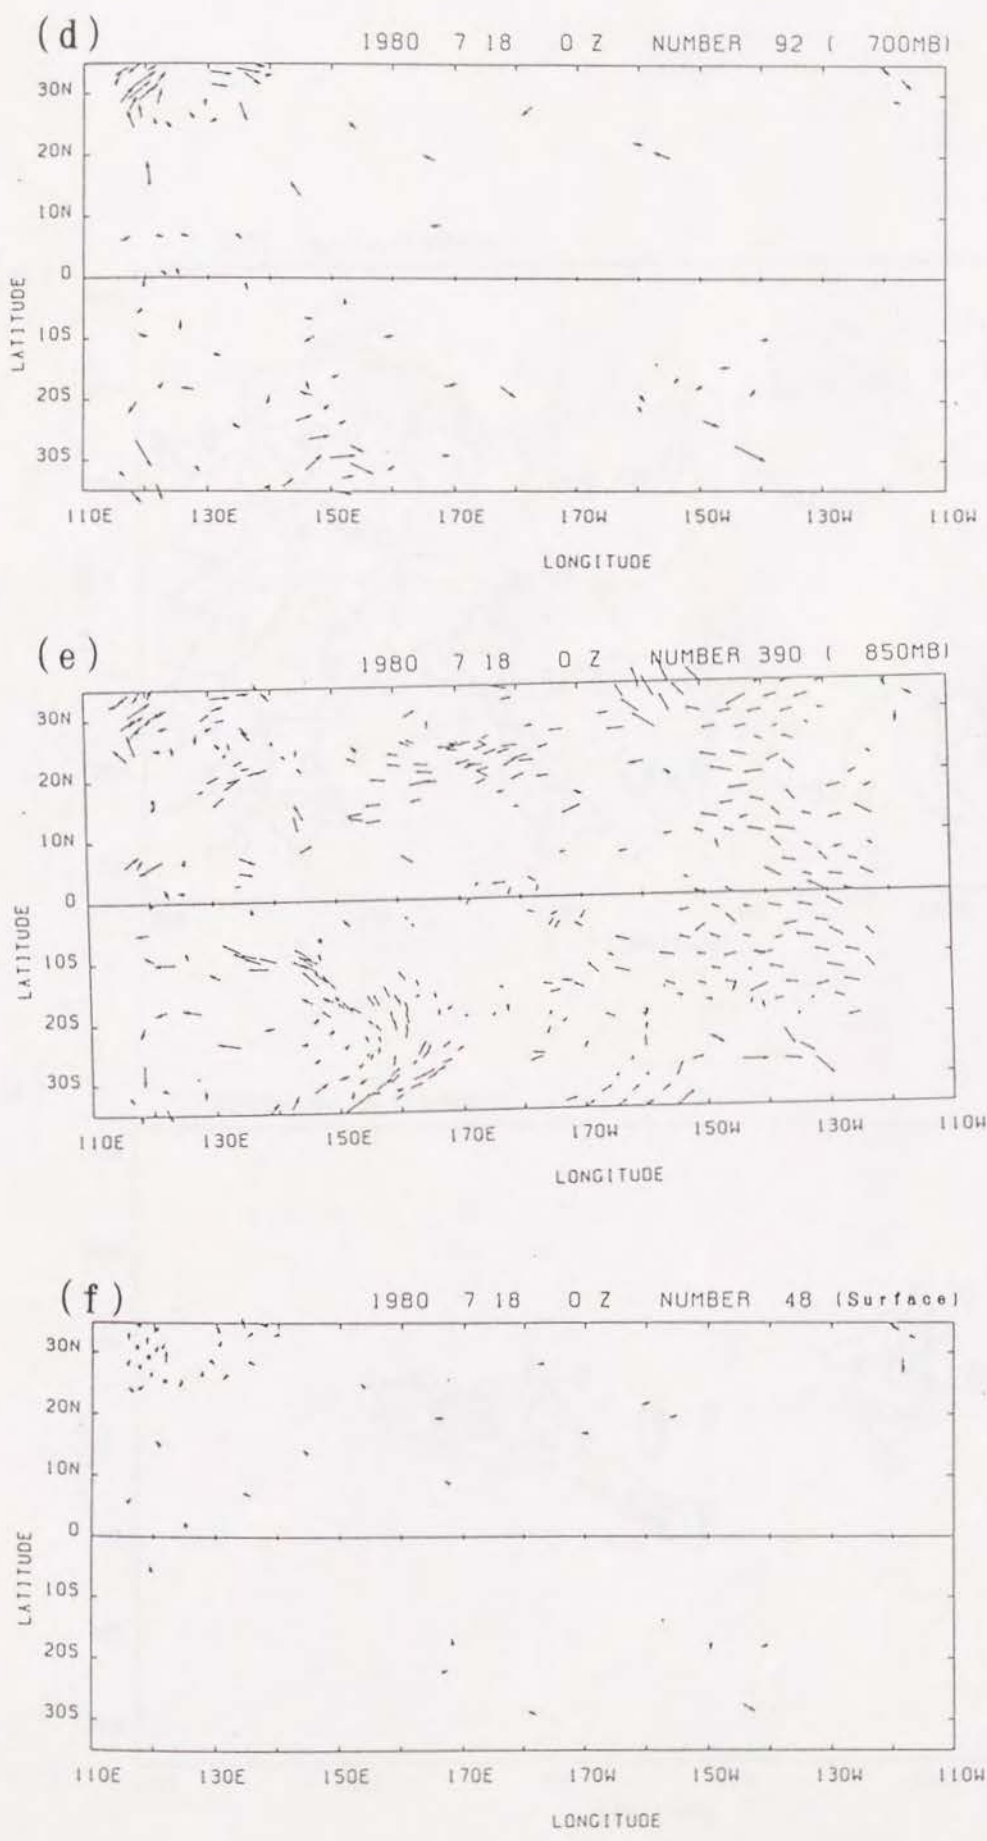 (d)
1980 7 18 0 Z NUMBER 92 ( 700MB)
30N
20N
10N
0
10S
20S
30S
LATITUDE
110E 130E 150E 170E 170W 150W 130W 110W
LONGITUDE
(e)
1980 7 18 0 Z NUMBER 390 ( 850MB)
30N
20N
10N
0
10S
20S
30S
LATITUDE
110E 130E 150E 170E 170W 150W 130W 110W
LONGITUDE
(f)
1980 7 18 0 Z NUMBER 48 (Surface)
30N
20N
10N
0
10S
20S
30S
LATITUDE
110E 130E 150E 170E 170W 150W 130W 110W
LONGITUDE